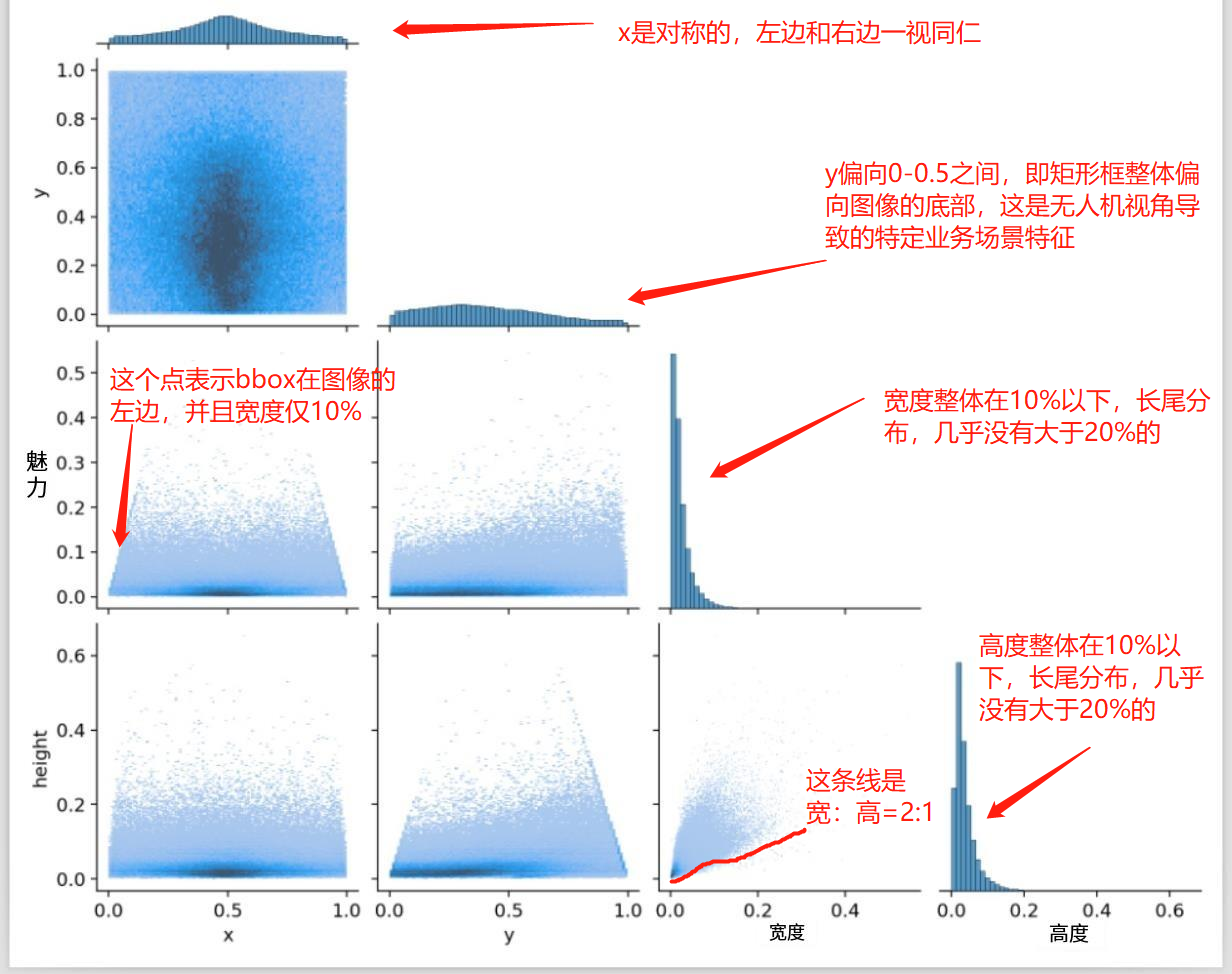 x是对称的，左边和右边一视同仁
1.0
0.8
0.6
0.4
0.2
0.0
y
y偏向0-0.5之间，即矩形框整体偏
向图像的底部，这是无人机视角导
致的特定业务场景特征
这个点表示bbox在图像的
左边，并且宽度仅10%
0.5
0.4
0.3
0.2
0.1
0.0
魅
力
宽度整体在10%以下，长尾分
布，几乎没有大于20%的
高度整体在10%以
下，长尾分布，几乎
没有大于20%的
这条线是
宽：高=2:1
0.6
0.4
0.2
0.0
height
0.0 0.5 1.0 0.0 0.5 1.0 0.0 0.2 0.4 0.0 0.2 0.4 0.6
x y 宽度 高度